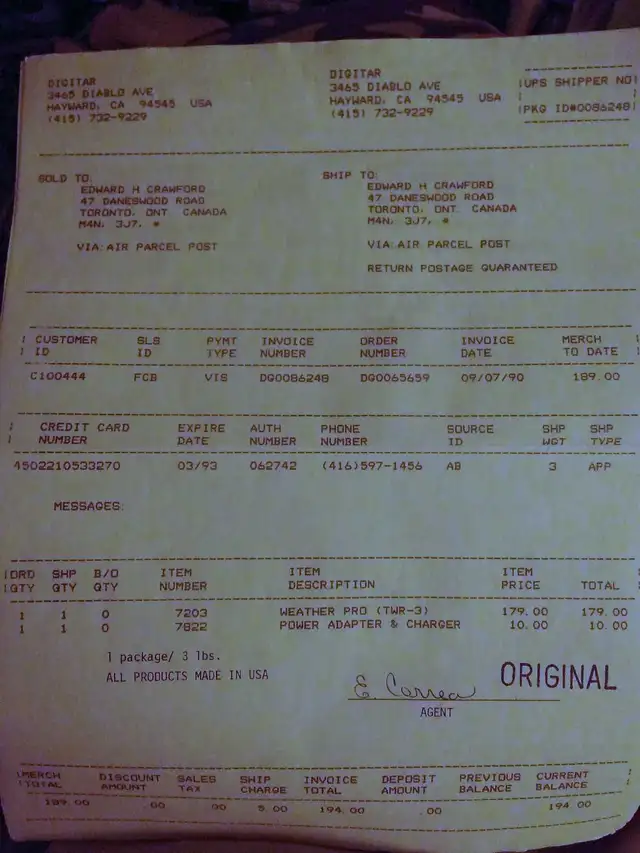 DIGITAR
3465 DIABLO AVE
HAYWARD, CA 94545 USA
(415) 732-9229
DIGITAR
3465 DIABLO AVE
HAYWARD, CA 94545 USA
(415) 732-9229
UPS SHIPPER NO
PKG ID#0086248
SOLD TO:
EDWARD H CRAWFORD
47 DANESWOOD ROAD
TORONTO, ONT CANADA
M4N, 3J7, *
VIA: AIR PARCEL POST
SHIP TO:
EDWARD H CRAWFORD
47 DANESWOOD ROAD
TORONTO, ONT CANADA
M4N, 3J7, *
VIA: AIR PARCEL POST
RETURN POSTAGE GUARANTEED
CUSTOMER SLS PYMT INVOICE ORDER INVOICE MERCH
ID ID TYPE NUMBER NUMBER DATE TO DATE
C100444 FCB VIS DG0086248 DG0065659 09/07/90 189.00
CREDIT CARD EXPIRE AUTH PHONE SOURCE SHP SHP
NUMBER DATE NUMBER NUMBER ID WGT TYPE
4502210533270 03/93 062742 (416)597-1456 AB 3 APP
MESSAGES:
ORD SHP B/O ITEM ITEM ITEM
QTY QTY QTY NUMBER DESCRIPTION PRICE TOTAL
1 1 0 7203 WEATHER PRO (TWR-3) 179.00 179.00
1 1 0 7822 POWER ADAPTER & CHARGER 10.00 10.00
1 package/ 3 lbs.
ALL PRODUCTS MADE IN USA
E. Correa
AGENT
ORIGINAL
MERCH DISCOUNT SALES SHIP INVOICE DEPOSIT PREVIOUS CURRENT
TOTAL AMOUNT TAX CHARGE TOTAL AMOUNT BALANCE BALANCE
189.00 .00 .00 5.00 194.00 .00 194.00